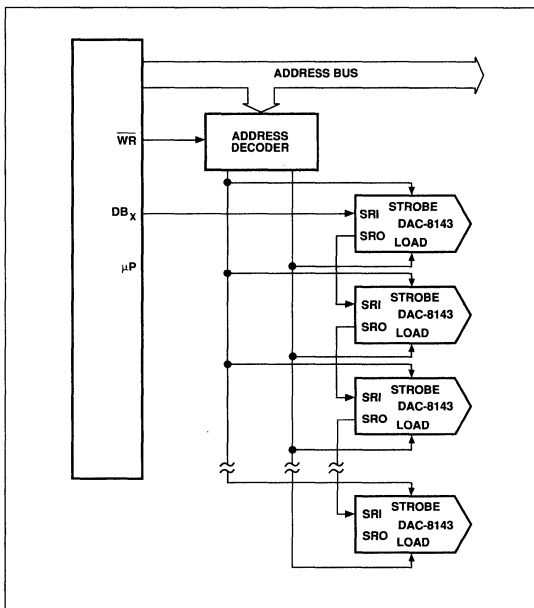 ADDRESS BUS
WR
ADDRESS
DECODER
DBX
μP
SRI STROBE
DAC-8143
SRO LOAD
SRI STROBE
DAC-8143
SRO LOAD
SRI STROBE
DAC-8143
SRO LOAD
SRI STROBE
DAC-8143
SRO LOAD